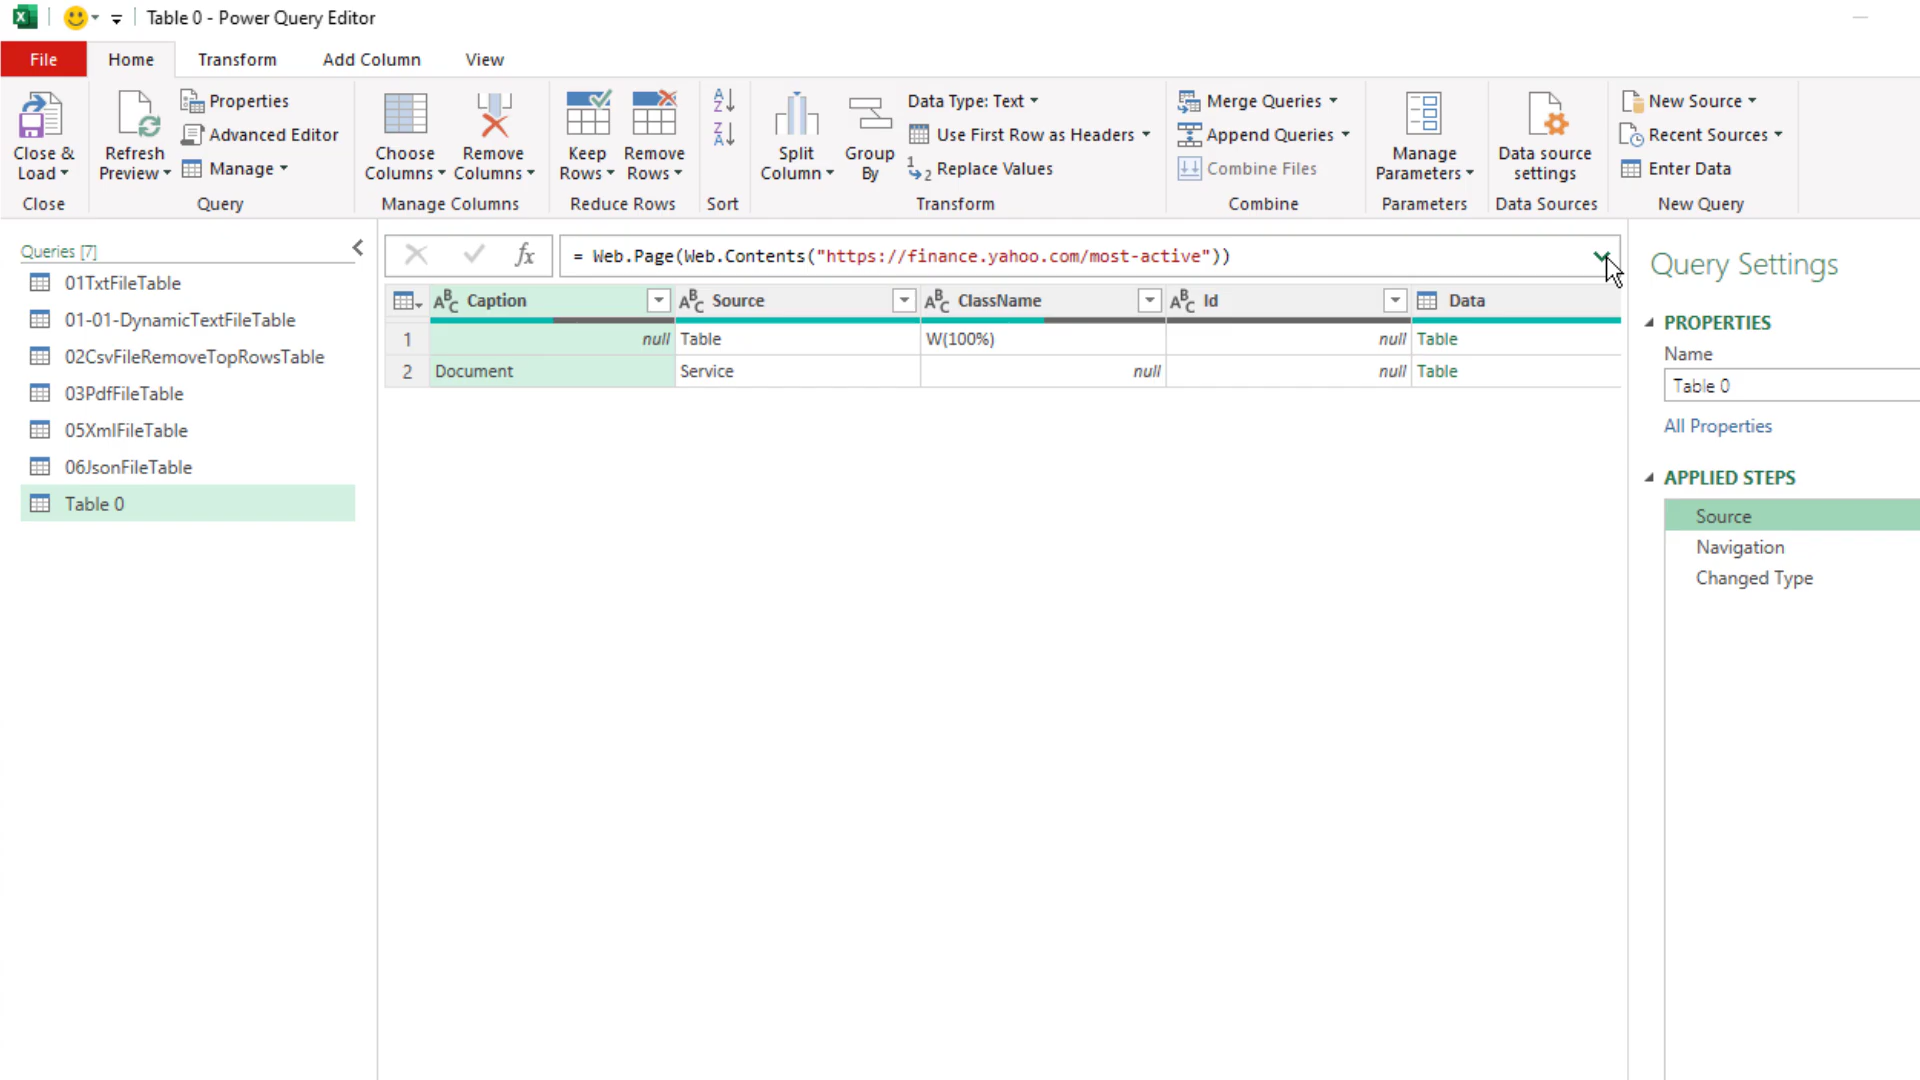 Table 0 - Power Query Editor
File
Home
Transform
Add Column
View
Close & Load
Close
Refresh Preview
Properties
Advanced Editor
Manage
Query
Choose Columns
Remove Columns
Manage Columns
Keep Rows
Remove Rows
Reduce Rows
Sort
Split Column
Group By
Data Type: Text
Use First Row as Headers
Replace Values
Transform
Merge Queries
Append Queries
Combine Files
Combine
Manage Parameters
Parameters
Data source settings
Data Sources
New Source
Recent Sources
Enter Data
New Query
Queries [7]
01TxtFileTable
01-01-DynamicTextFileTable
02CsvFileRemoveTopRowsTable
03PdfFileTable
05XmlFileTable
06JsonFileTable
Table 0
fx
= Web.Page(Web.Contents("https://finance.yahoo.com/most-active"))
ABC Caption ABC Source ABC ClassName ABC Id Data
1 null Table W(100%) null Table
2 Document Service null null Table
Query Settings
PROPERTIES
Name
Table 0
All Properties
APPLIED STEPS
Source
Navigation
Changed Type